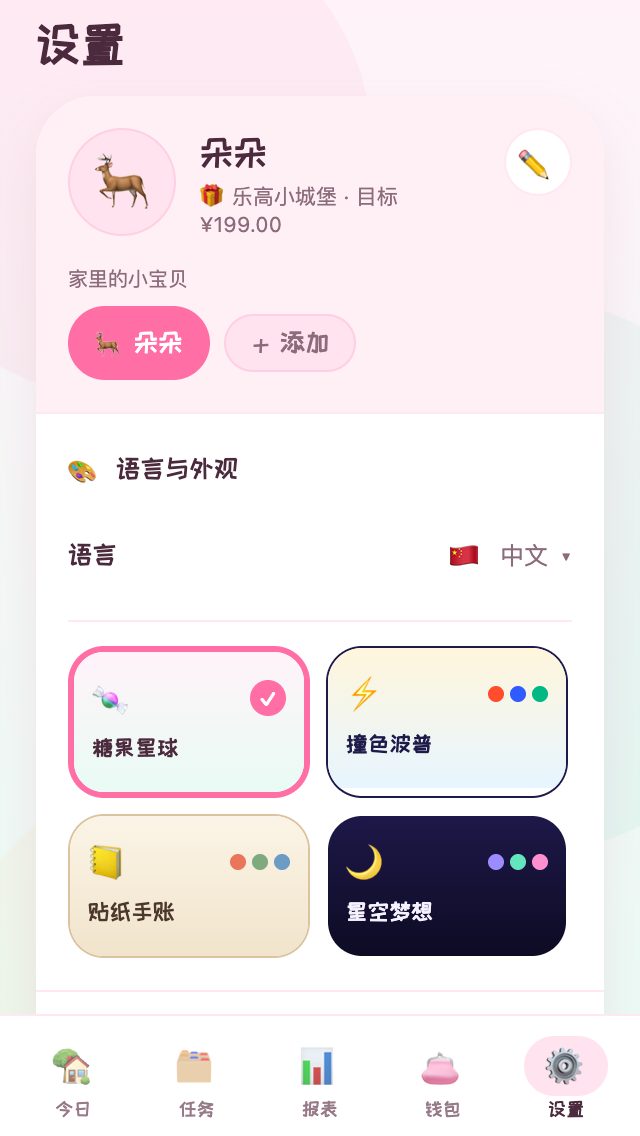 设置
朵朵
乐高小城堡 · 目标
¥199.00
家里的小宝贝
朵朵
+ 添加
语言与外观
语言
中文
糖果星球
撞色波普
贴纸手账
星空梦想
今日
任务
报表
钱包
设置